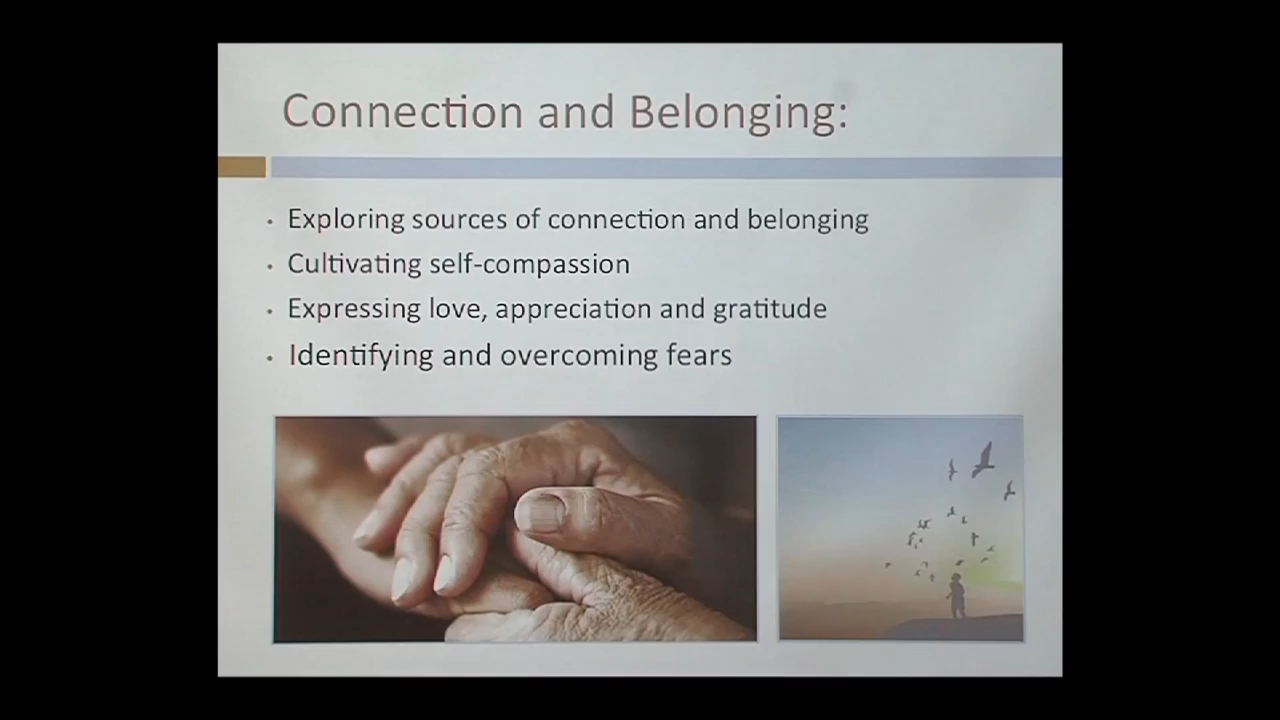 Connection and Belonging:
• Exploring sources of connection and belonging
• Cultivating self-compassion
• Expressing love, appreciation and gratitude
• Identifying and overcoming fears